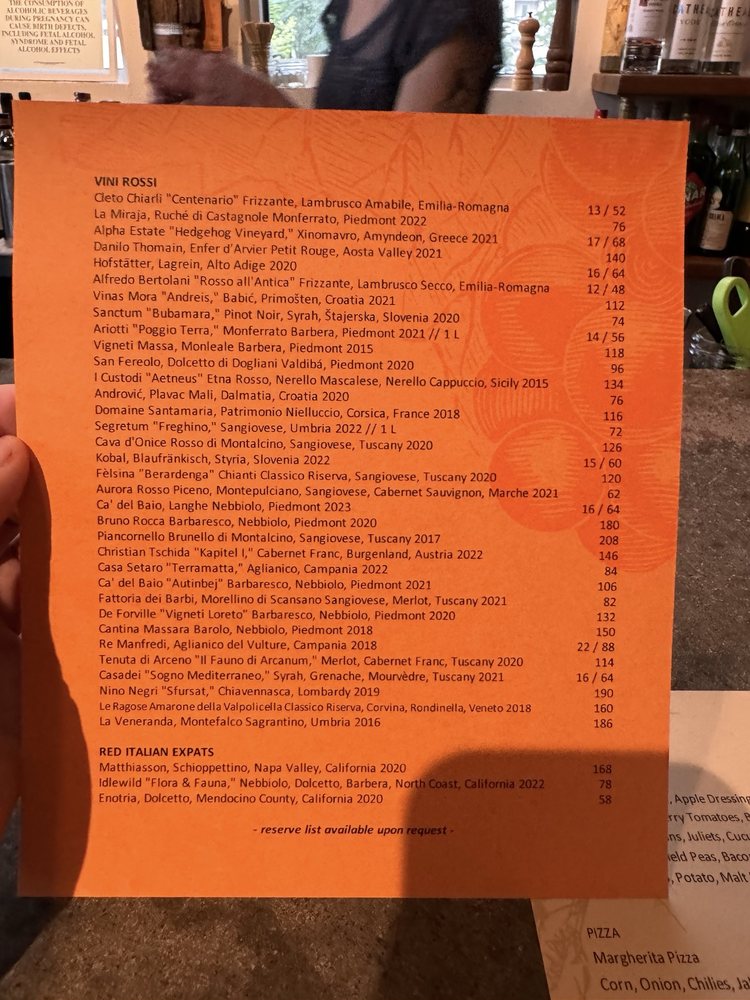 THE CONSUMPTION OF
ALCOHOLIC BEVERAGES
DURING PREGNANCY CAN
CAUSE BIRTH DEFECTS,
INCLUDING FETAL ALCOHOL
SYNDROME AND FETAL
ALCOHOL EFFECTS
VINI ROSSI
Cleto Chiarli "Centenario" Frizzante, Lambrusco Amabile, Emilia-Romagna 13 / 52
La Miraja, Ruché di Castagnole Monferrato, Piedmont 2022 76
Alpha Estate "Hedgehog Vineyard," Xinomavro, Amyndeon, Greece 2021 17 / 68
Danilo Thomain, Enfer d'Arvier Petit Rouge, Aosta Valley 2021 140
Hofstätter, Lagrein, Alto Adige 2020 16 / 64
Alfredo Bertolani "Rosso all'Antica" Frizzante, Lambrusco Secco, Emilia-Romagna 12 / 48
Vinas Mora "Andreis," Babić, Primošten, Croatia 2021 112
Sanctum "Bubamara," Pinot Noir, Syrah, Štajerska, Slovenia 2020 74
Ariotti "Poggio Terra," Monferrato Barbera, Piedmont 2021 // 1 L 14 / 56
Vigneti Massa, Monleale Barbera, Piedmont 2015 118
San Fereolo, Dolcetto di Dogliani Valdibá, Piedmont 2020 96
I Custodi "Aetneus" Etna Rosso, Nerello Mascalese, Nerello Cappuccio, Sicily 2015 134
Andrović, Plavac Mali, Dalmatia, Croatia 2020 76
Domaine Santamaria, Patrimonio Nielluccio, Corsica, France 2018 116
Segretum "Freghino," Sangiovese, Umbria 2022 // 1 L 72
Cava d'Onice Rosso di Montalcino, Sangiovese, Tuscany 2020 126
Kobal, Blaufränkisch, Styria, Slovenia 2022 15 / 60
Fèlsina "Berardenga" Chianti Classico Riserva, Sangiovese, Tuscany 2020 120
Aurora Rosso Piceno, Montepulciano, Sangiovese, Cabernet Sauvignon, Marche 2021 62
Ca' del Baio, Langhe Nebbiolo, Piedmont 2023 16 / 64
Bruno Rocca Barbaresco, Nebbiolo, Piedmont 2020 180
Piancornello Brunello di Montalcino, Sangiovese, Tuscany 2017 208
Christian Tschida "Kapitel I," Cabernet Franc, Burgenland, Austria 2022 146
Casa Setaro "Terramatta," Aglianico, Campania 2022 84
Ca' del Baio "Autinbej" Barbaresco, Nebbiolo, Piedmont 2021 106
Fattoria dei Barbi, Morellino di Scansano Sangiovese, Merlot, Tuscany 2021 82
De Forville "Vigneti Loreto" Barbaresco, Nebbiolo, Piedmont 2020 132
Cantina Massara Barolo, Nebbiolo, Piedmont 2018 150
Re Manfredi, Aglianico del Vulture, Campania 2018 22 / 88
Tenuta di Arceno "Il Fauno di Arcanum," Merlot, Cabernet Franc, Tuscany 2020 114
Casadei "Sogno Mediterraneo," Syrah, Grenache, Mourvèdre, Tuscany 2021 16 / 64
Nino Negri "Sfursat," Chiavennasca, Lombardy 2019 190
Le Ragose Amarone della Valpolicella Classico Riserva, Corvina, Rondinella, Veneto 2018 160
La Veneranda, Montefalco Sagrantino, Umbria 2016 186
RED ITALIAN EXPATS
Matthiasson, Schioppettino, Napa Valley, California 2020 168
Idlewild "Flora & Fauna," Nebbiolo, Dolcetto, Barbera, North Coast, California 2022 78
Enotria, Dolcetto, Mendocino County, California 2020 58
- reserve list available upon request -
, Apple Dressing
Tomatoes,
Juliets,
Peas,
, Potato, Malt
PIZZA
Margherita Pizza
Corn, Onion, Chilies,